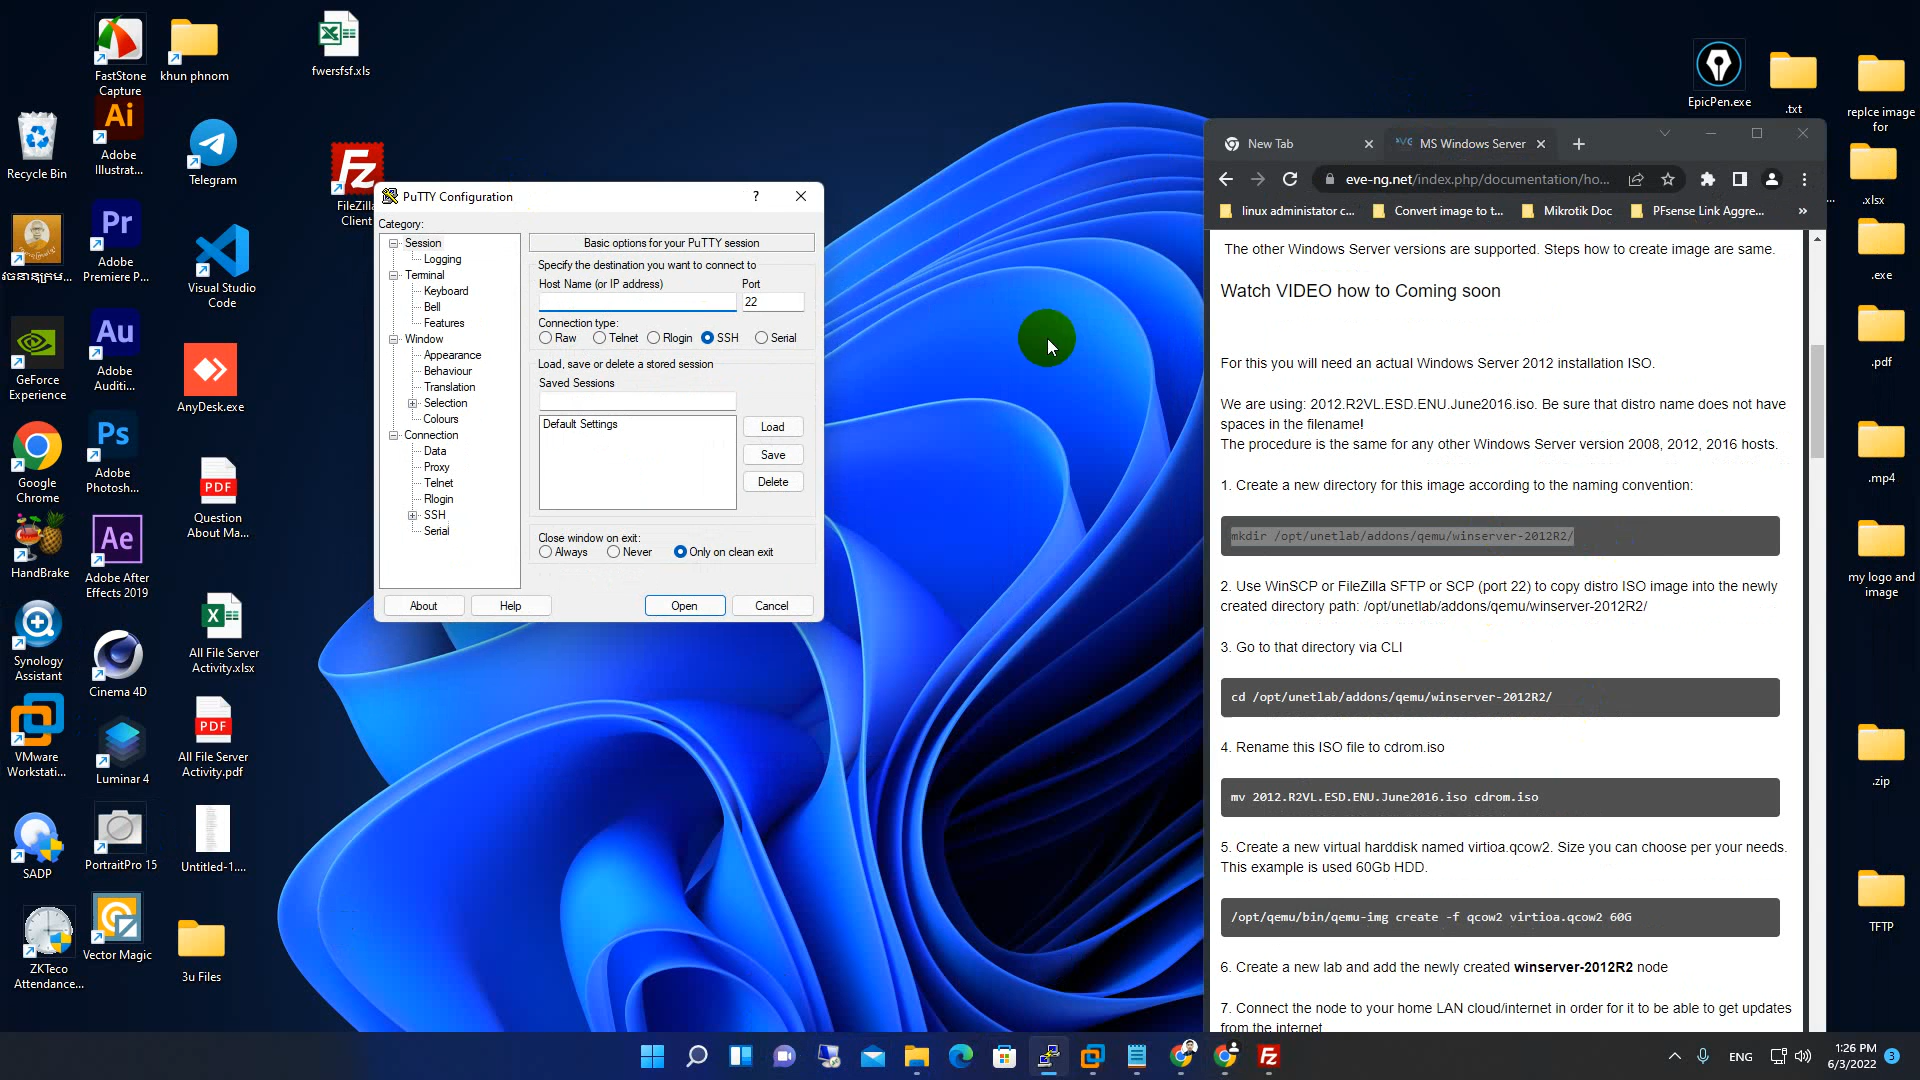 FastStone
Capture
khun phnom
fwersfsf.xls
Recycle Bin
Adobe
Illustrat...
Telegram
FileZilla
Client
Adobe
Premiere P...
Visual Studio
Code
GeForce
Experience
Adobe
Auditi...
AnyDesk.exe
Google
Chrome
Adobe
Photosh...
PDF
Question
About Ma...
HandBrake
Adobe After
Effects 2019
Synology
Assistant
Cinema 4D
All File Server
Activity.xlsx
VMware
Workstati...
Luminar 4
PDF
All File Server
Activity.pdf
SADP
PortraitPro 15
Untitled-1....
ZKTeco
Attendance...
Vector Magic
3u Files
PuTTY Configuration
Category:
Session
Logging
Terminal
Keyboard
Bell
Features
Window
Appearance
Behaviour
Translation
Selection
Colours
Connection
Data
Proxy
Telnet
Rlogin
SSH
Serial
Basic options for your PuTTY session
Specify the destination you want to connect to
Host Name (or IP address) Port
22
Connection type:
Raw Telnet Rlogin SSH Serial
Load, save or delete a stored session
Saved Sessions
Default Settings
Load
Save
Delete
Close window on exit:
Always Never Only on clean exit
About Help Open Cancel
EpicPen.exe
.txt
replce image
for
.xlsx
.exe
.pdf
.mp4
my logo and
image
.zip
TFTP
New Tab
MS Windows Server
eve-ng.net/index.php/documentation/ho...
linux administator c...
Convert image to t...
Mikrotik Doc
PFsense Link Aggre...
The other Windows Server versions are supported. Steps how to create image are same.
Watch VIDEO how to Coming soon
For this you will need an actual Windows Server 2012 installation ISO.
We are using: 2012.R2VL.ESD.ENU.June2016.iso. Be sure that distro name does not have
spaces in the filename!
The procedure is the same for any other Windows Server version 2008, 2012, 2016 hosts.
1. Create a new directory for this image according to the naming convention:
mkdir /opt/unetlab/addons/qemu/winserver-2012R2/
2. Use WinSCP or FileZilla SFTP or SCP (port 22) to copy distro ISO image into the newly
created directory path: /opt/unetlab/addons/qemu/winserver-2012R2/
3. Go to that directory via CLI
cd /opt/unetlab/addons/qemu/winserver-2012R2/
4. Rename this ISO file to cdrom.iso
mv 2012.R2VL.ESD.ENU.June2016.iso cdrom.iso
5. Create a new virtual harddisk named virtioa.qcow2. Size you can choose per your needs.
This example is used 60Gb HDD.
/opt/qemu/bin/qemu-img create -f qcow2 virtioa.qcow2 60G
6. Create a new lab and add the newly created winserver-2012R2 node
7. Connect the node to your home LAN cloud/internet in order for it to be able to get updates
from the internet
ENG
1:26 PM
6/3/2022
3